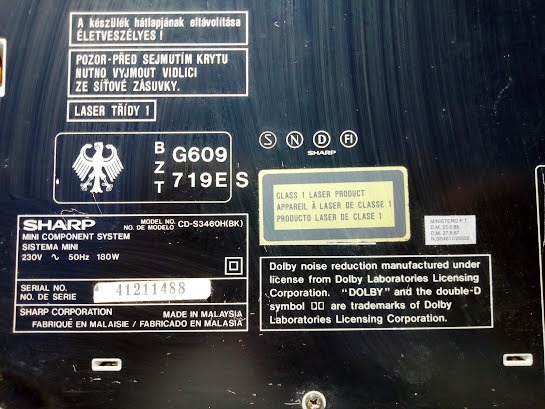 A készülék hátlapjának eltávolítása
ÉLETVESZÉLYES !
POZOR-PŘED SEJMUTÍM KRYTU
NUTNO VYJMOUT VIDLICI
ZE SÍŤOVÉ ZÁSUVKY.
LASER TŘÍDY 1
BZT
G609
719E S
S N D FI
SHARP
CLASS 1 LASER PRODUCT
APPAREIL À LASER DE CLASSE 1
PRODUCTO LASER DE CLASE 1
SHARP
MODEL NO.
NO. DE MODELO
CD-S3460H(BK)
MINI COMPONENT SYSTEM
SISTEMA MINI
230V ∿ 50Hz 180W
SERIAL NO.
NO. DE SERIE
41211488
SHARP CORPORATION
MADE IN MALAYSIA
FABRIQUÉ EN MALAISIE / FABRICADO EN MALASIA
MINISTERO P.T.
Dolby noise reduction manufactured under
license from Dolby Laboratories Licensing
Corporation. "DOLBY" and the double-D
symbol are trademarks of Dolby
Laboratories Licensing Corporation.